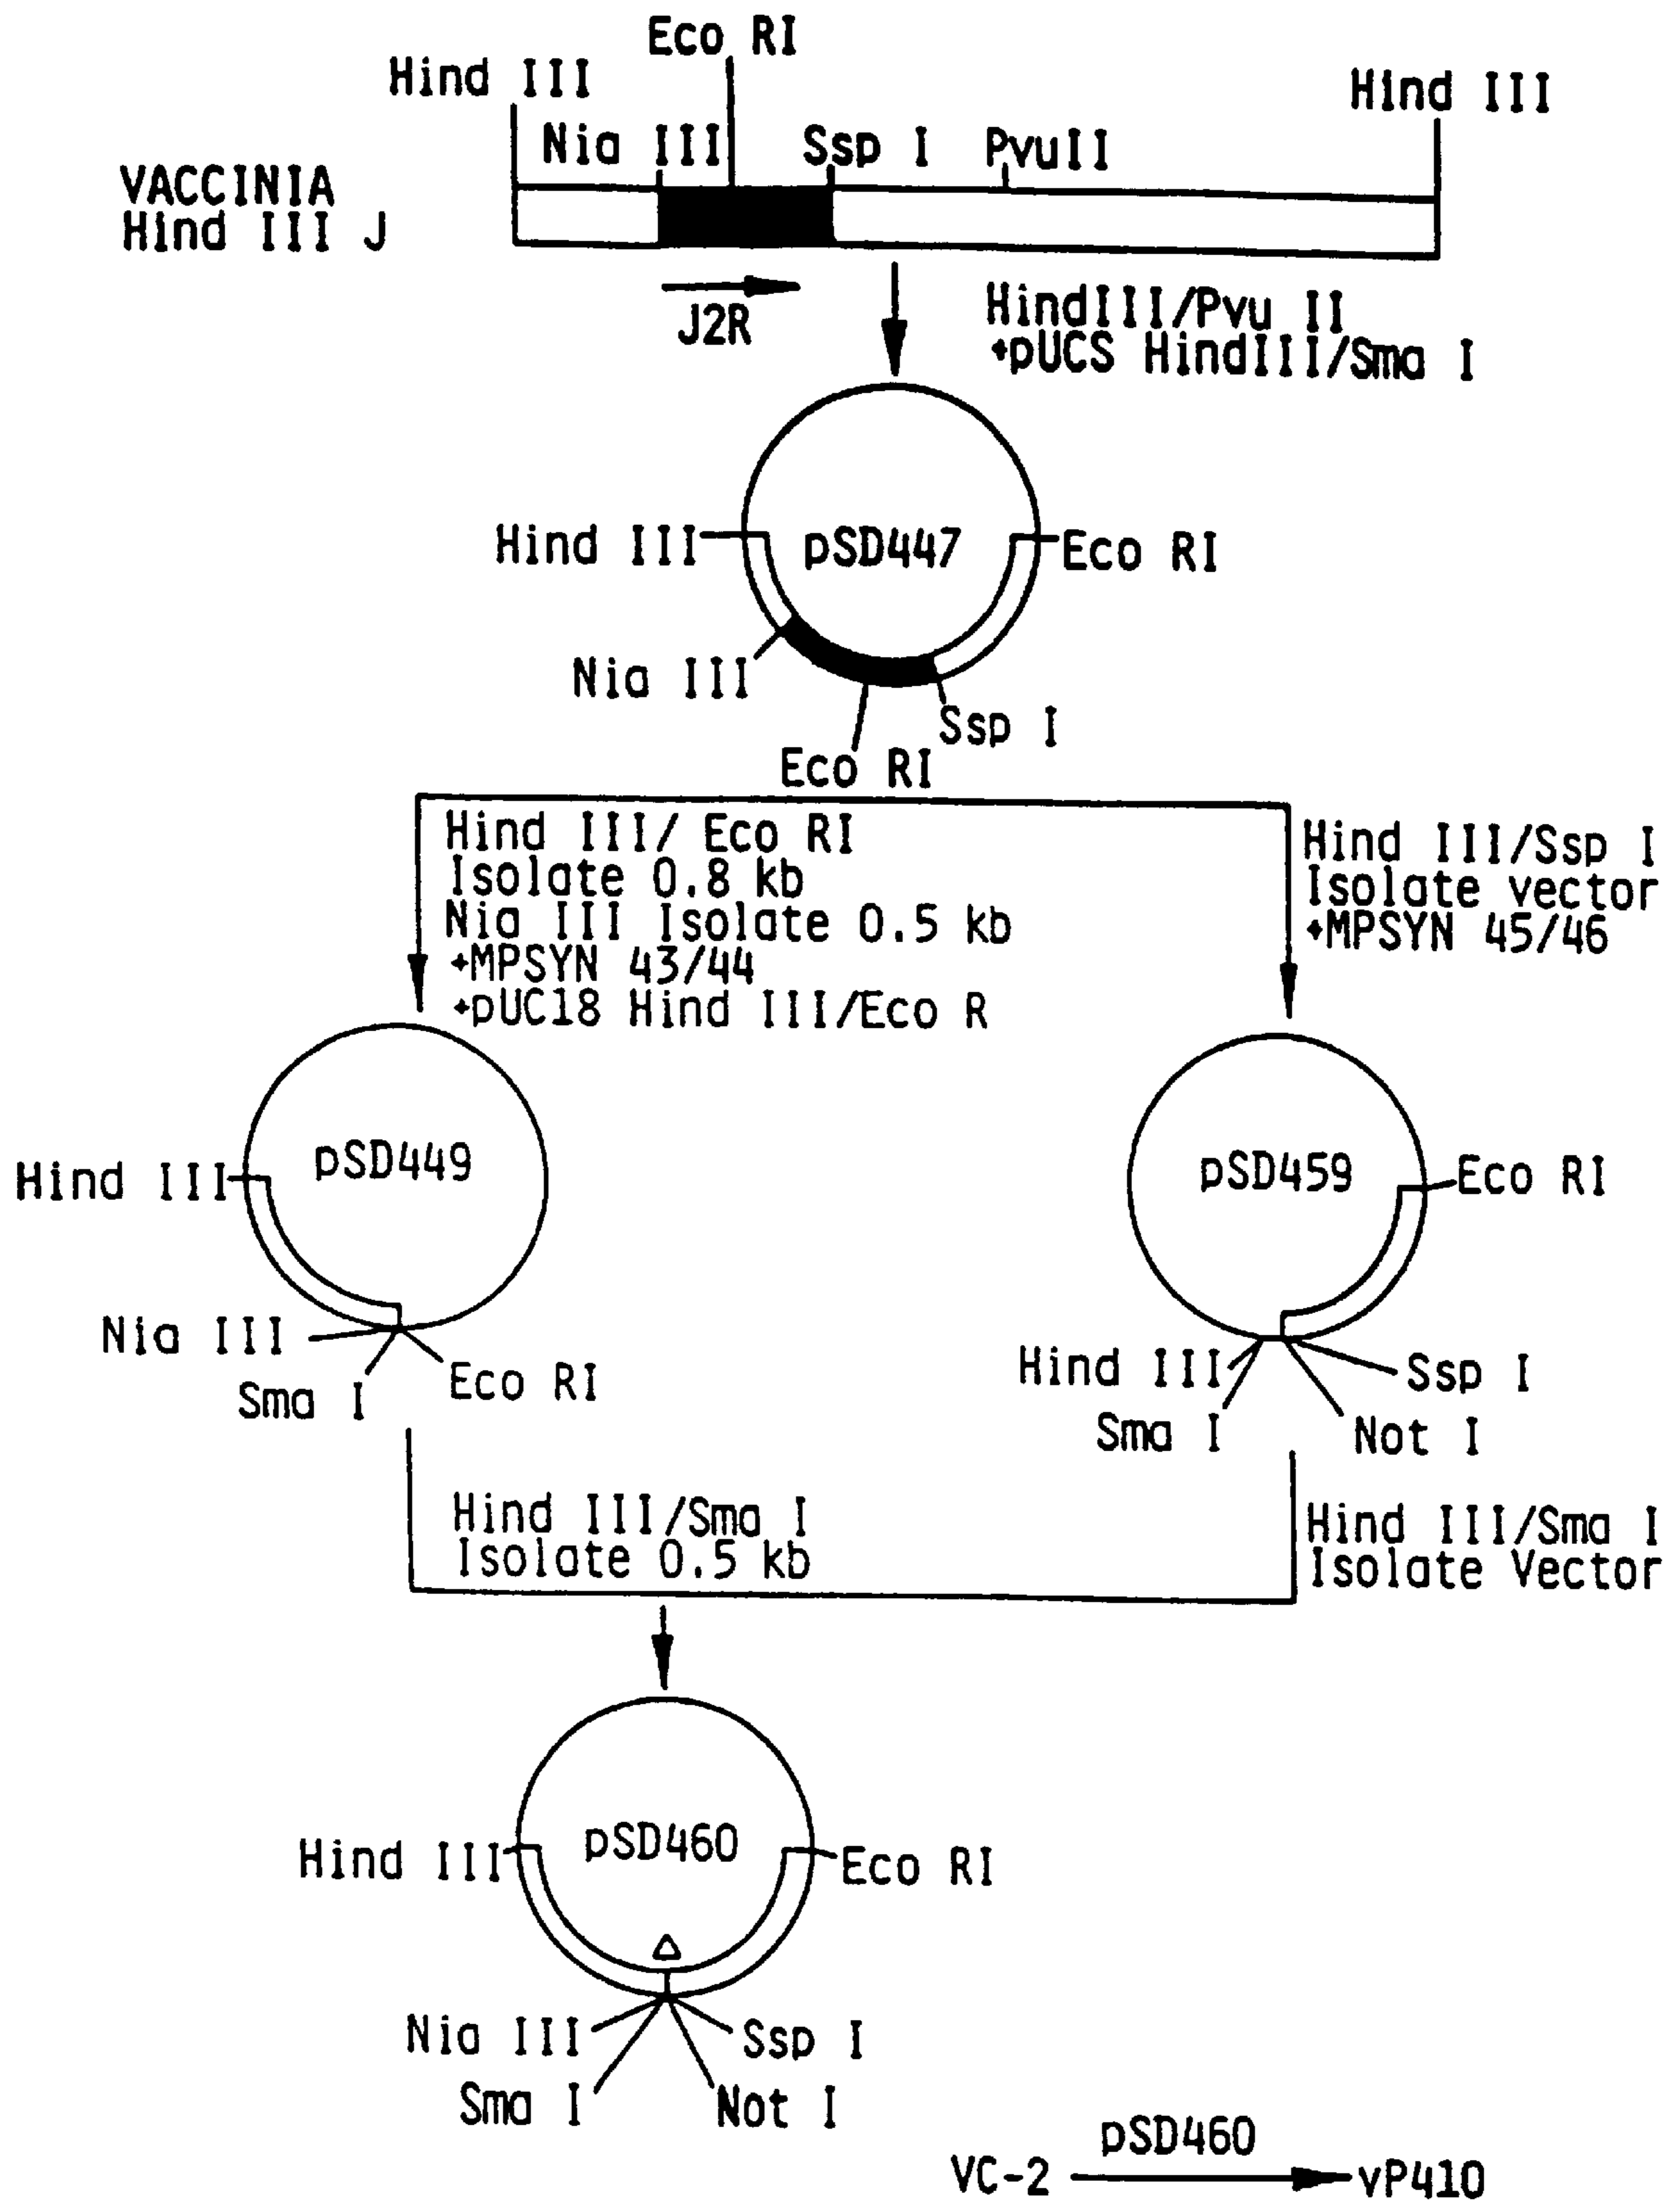 Eco RI
Hind III
Hind III
Nia III
Ssp I
PvuII
VACCINIA
Hind III J
J2R
HindIII/Pvu II
+pUCS HindIII/Sma I
pSD447
Hind III
Eco RI
Nia III
Ssp I
Eco RI
Hind III/ Eco RI
Isolate 0.8 kb
Nia III Isolate 0.5 kb
+MPSYN 43/44
+pUC18 Hind III/Eco R
Hind III/Ssp I
Isolate vector
+MPSYN 45/46
pSD449
Hind III
Nia III
Sma I
Eco RI
pSD459
Eco RI
Hind III
Ssp I
Sma I
Not I
Hind III/Sma I
Isolate 0.5 kb
Hind III/Sma I
Isolate Vector
pSD460
Hind III
Eco RI
Δ
Nia III
Ssp I
Sma I
Not I
pSD460
VC-2
vP410